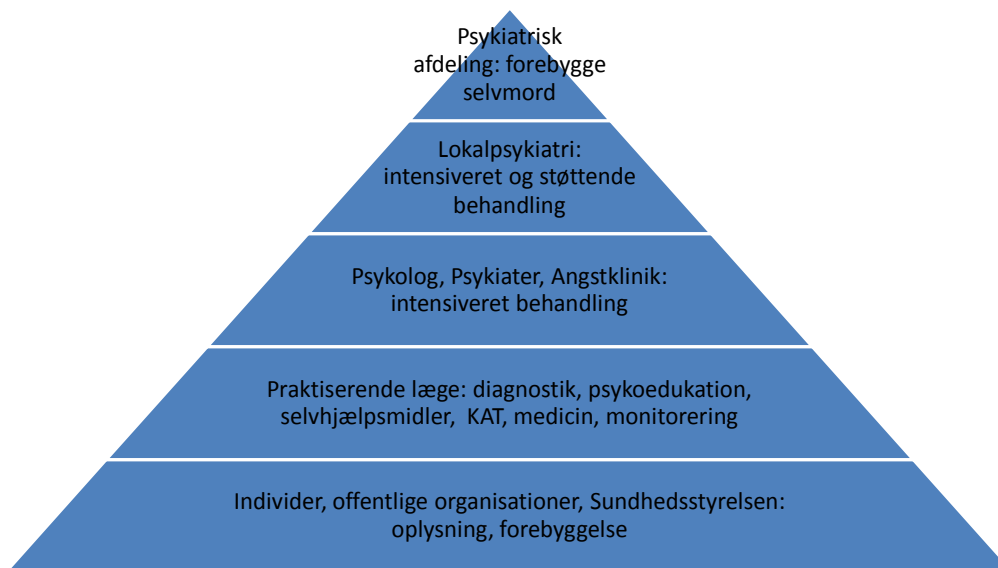 Psykiatrisk
afdeling: forebygge
selvmord
Lokalpsykiatri:
intensiveret og støttende
behandling
Psykolog, Psykiater, Angstklinik:
intensiveret behandling
Praktiserende læge: diagnostik, psykoedukation,
selvhjælpsmidler, KAT, medicin, monitorering
Individer, offentlige organisationer, Sundhedsstyrelsen:
oplysning, forebyggelse